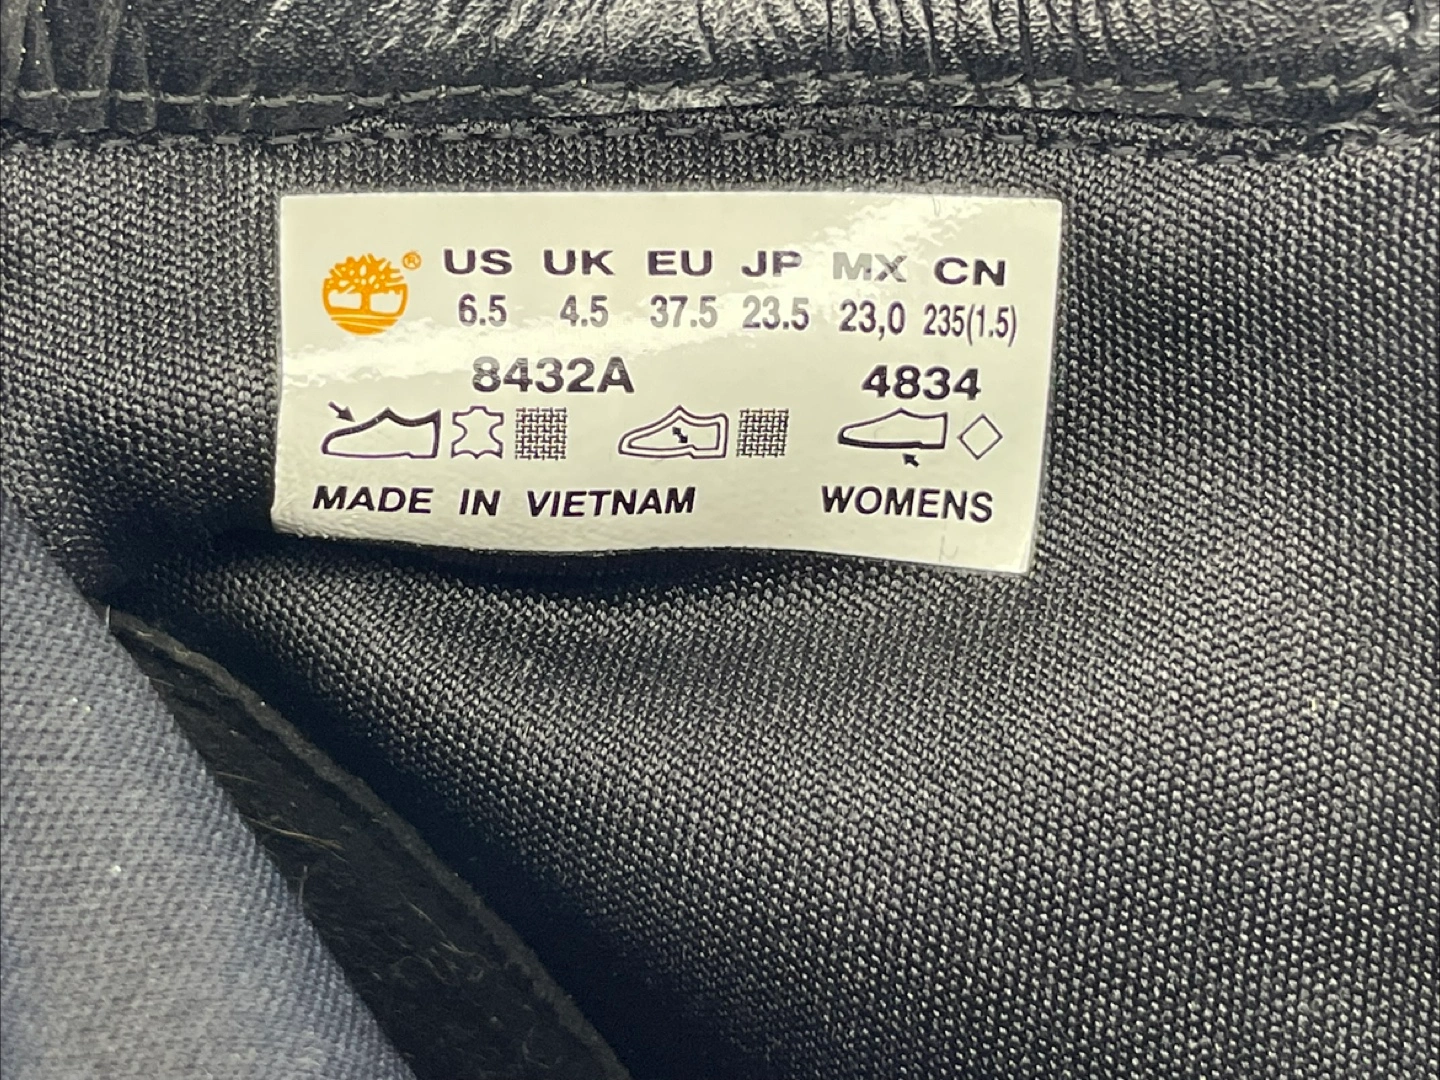 ® US UK EU JP MX CN
6.5 4.5 37.5 23.5 23,0 235(1.5)
8432A 4834
MADE IN VIETNAM WOMENS